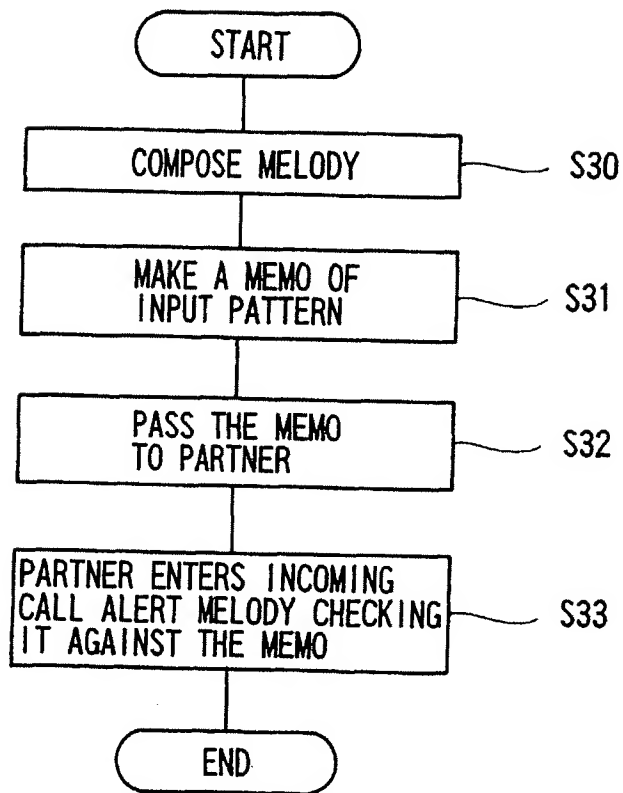 START
COMPOSE MELODY
S30
MAKE A MEMO OF
INPUT PATTERN
S31
PASS THE MEMO
TO PARTNER
S32
PARTNER ENTERS INCOMING
CALL ALERT MELODY CHECKING
IT AGAINST THE MEMO
S33
END